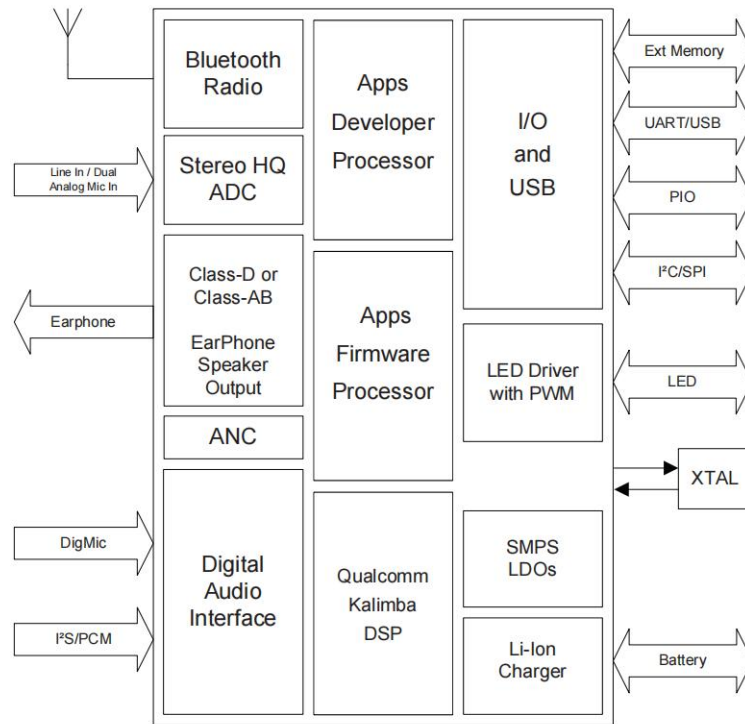 Bluetooth
Radio
Apps
Developer
Processor
I/O
and
USB
Ext Memory
UART/USB
PIO
I²C/SPI
Line In / Dual
Analog Mic In
Stereo HQ
ADC
Earphone
Class-D or
Class-AB
EarPhone
Speaker
Output
Apps
Firmware
Processor
LED Driver
with PWM
LED
ANC
XTAL
DigMic
I²S/PCM
Digital
Audio
Interface
Qualcomm
Kalimba
DSP
SMPS
LDOs
Li-Ion
Charger
Battery